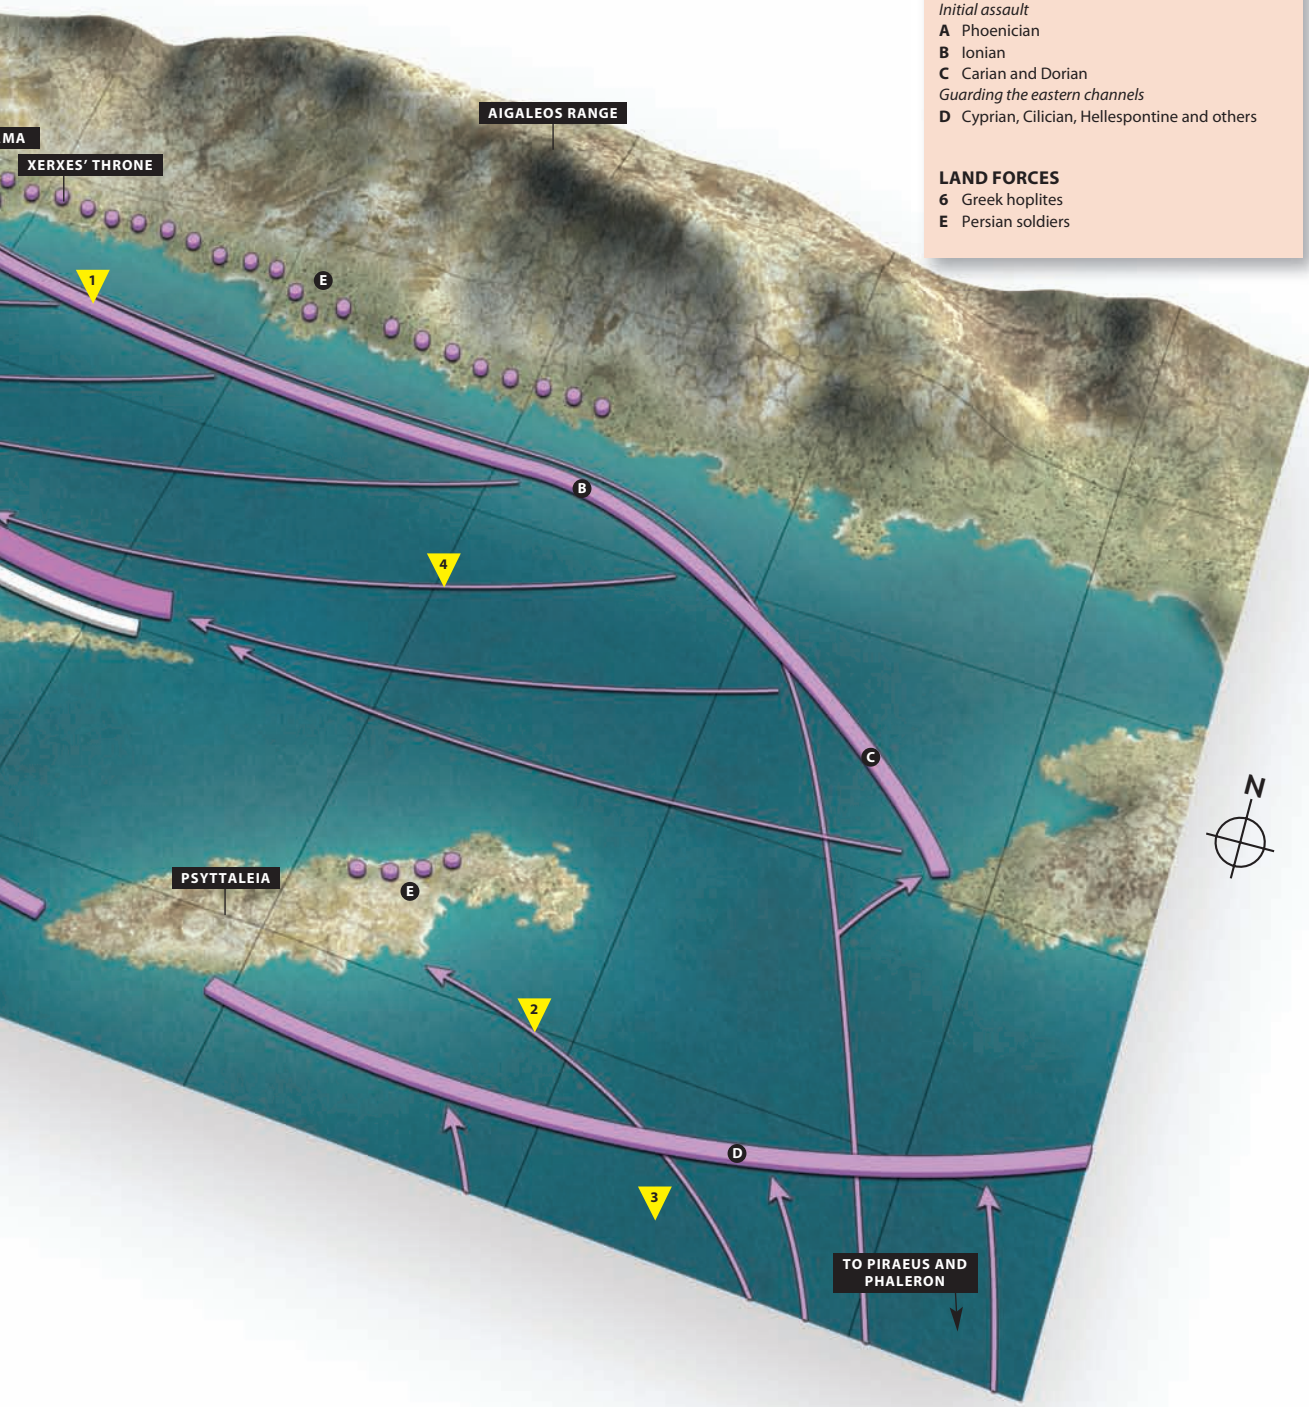 Initial assault
A Phoenician
B Ionian
C Carian and Dorian
Guarding the eastern channels
D Cyprian, Cilician, Hellespontine and others
LAND FORCES
6 Greek hoplites
E Persian soldiers
AIGALEOS RANGE
MA
XERXES’ THRONE
1
E
B
4
C
N
PSYTTALEIA
E
2
D
3
TO PIRAEUS AND
PHALERON